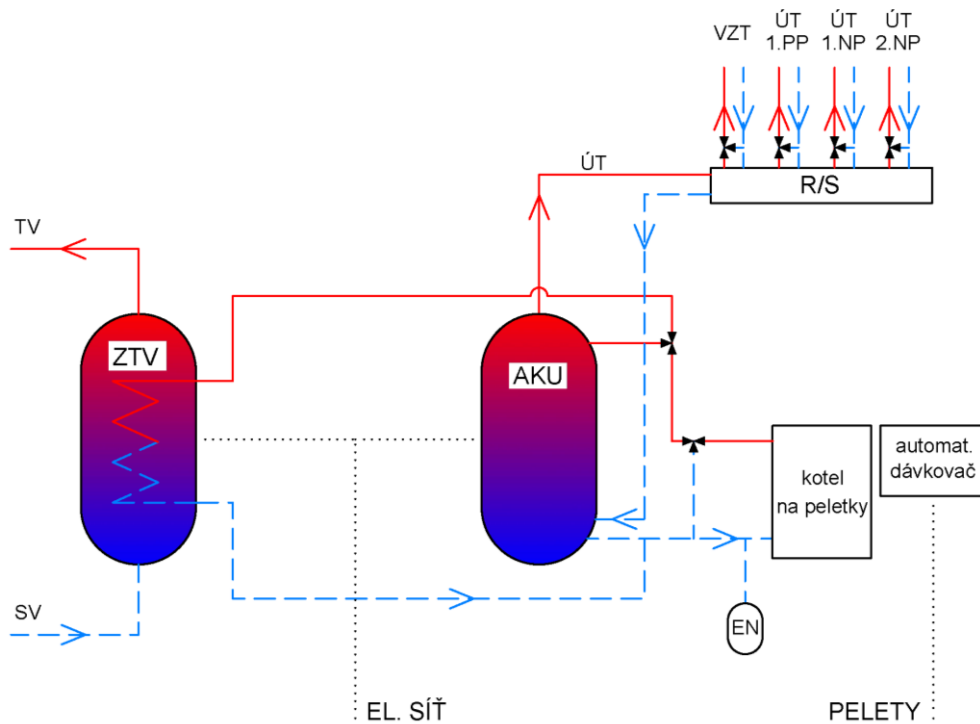 VZT
ÚT
1.PP
ÚT
1.NP
ÚT
2.NP
R/S
ÚT
TV
ZTV
AKU
kotel
na peletky
automat.
dávkovač
SV
EN
EL. SÍŤ
PELETY